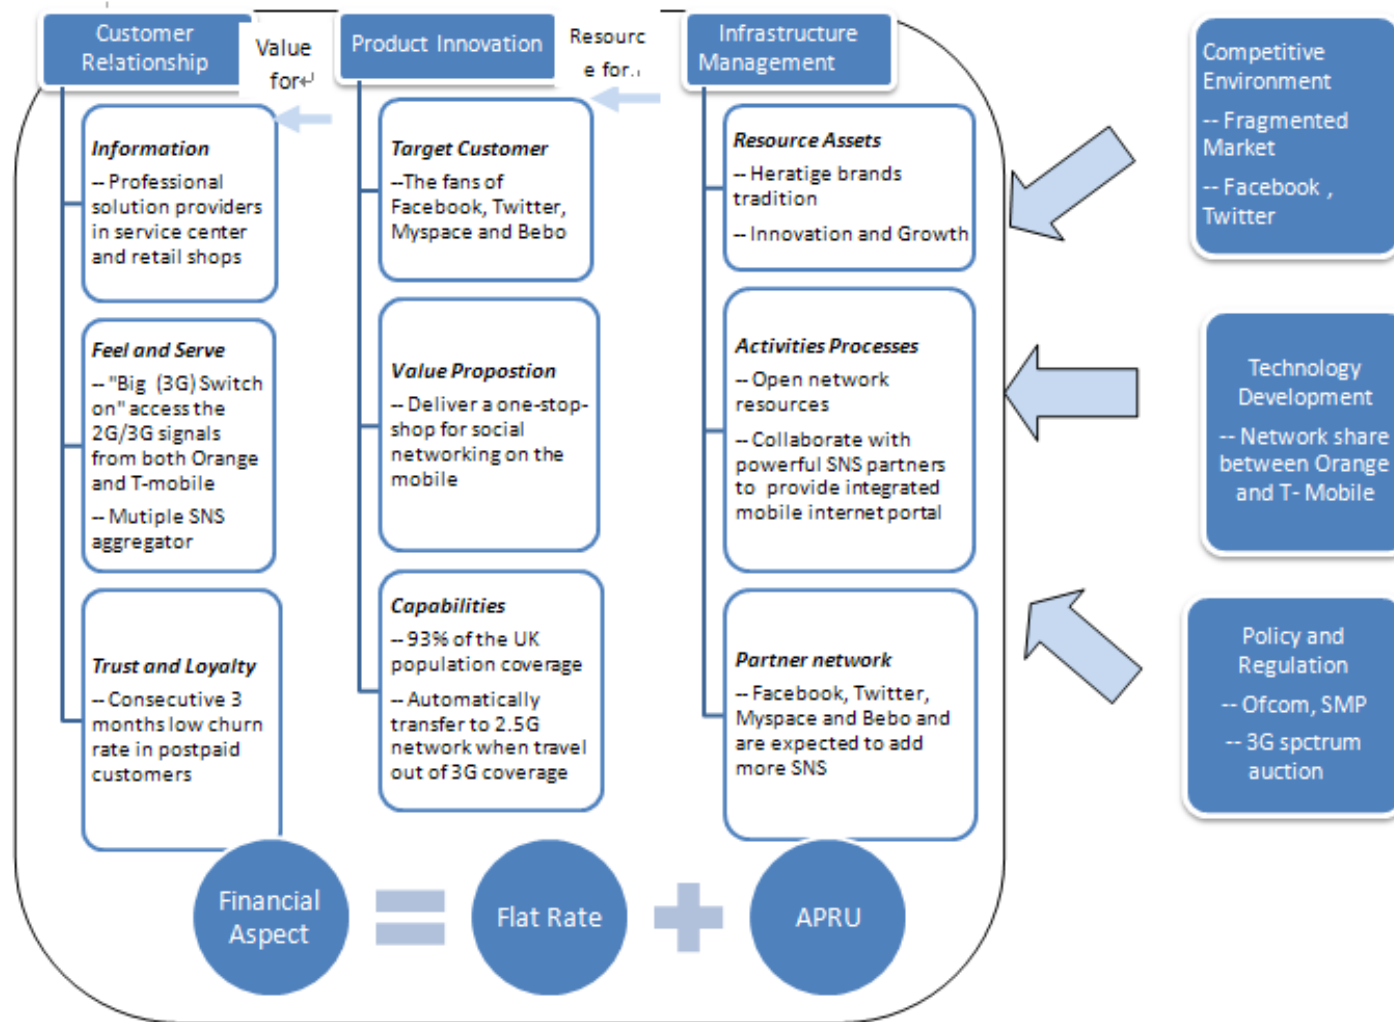 Customer
Relationship
Value
for↵
Product Innovation
Resourc
e for.
Infrastructure
Management
Information
-- Professional
solution providers
in service center
and retail shops
Feel and Serve
-- "Big (3G) Switch
on" access the
2G/3G signals
from both Orange
and T-mobile
-- Mutiple SNS
aggregator
Trust and Loyalty
-- Consecutive 3
months low churn
rate in postpaid
customers
Target Customer
--The fans of
Facebook, Twitter,
Myspace and Bebo
Value Propostion
-- Deliver a one-stop-
shop for social
networking on the
mobile
Capabilities
-- 93% of the UK
population coverage
-- Automatically
transfer to 2.5G
network when travel
out of 3G coverage
Resource Assets
-- Heratige brands
tradition
-- Innovation and Growth
Activities Processes
-- Open network
resources
-- Collaborate with
powerful SNS partners
to provide integrated
mobile internet portal
Partner network
-- Facebook, Twitter,
Myspace and Bebo and
are expected to add
more SNS
Financial
Aspect
Flat Rate
APRU
Competitive
Environment
-- Fragmented
Market
-- Facebook ,
Twitter
Technology
Development
-- Network share
between Orange
and T- Mobile
Policy and
Regulation
-- Ofcom, SMP
-- 3G spctrum
auction